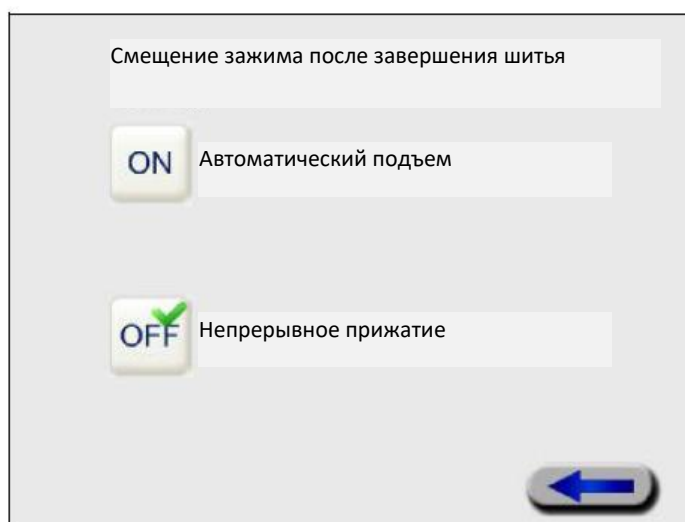 Смещение зажима после завершения шитья
ON Автоматический подъем
OFF Непрерывное прижатие